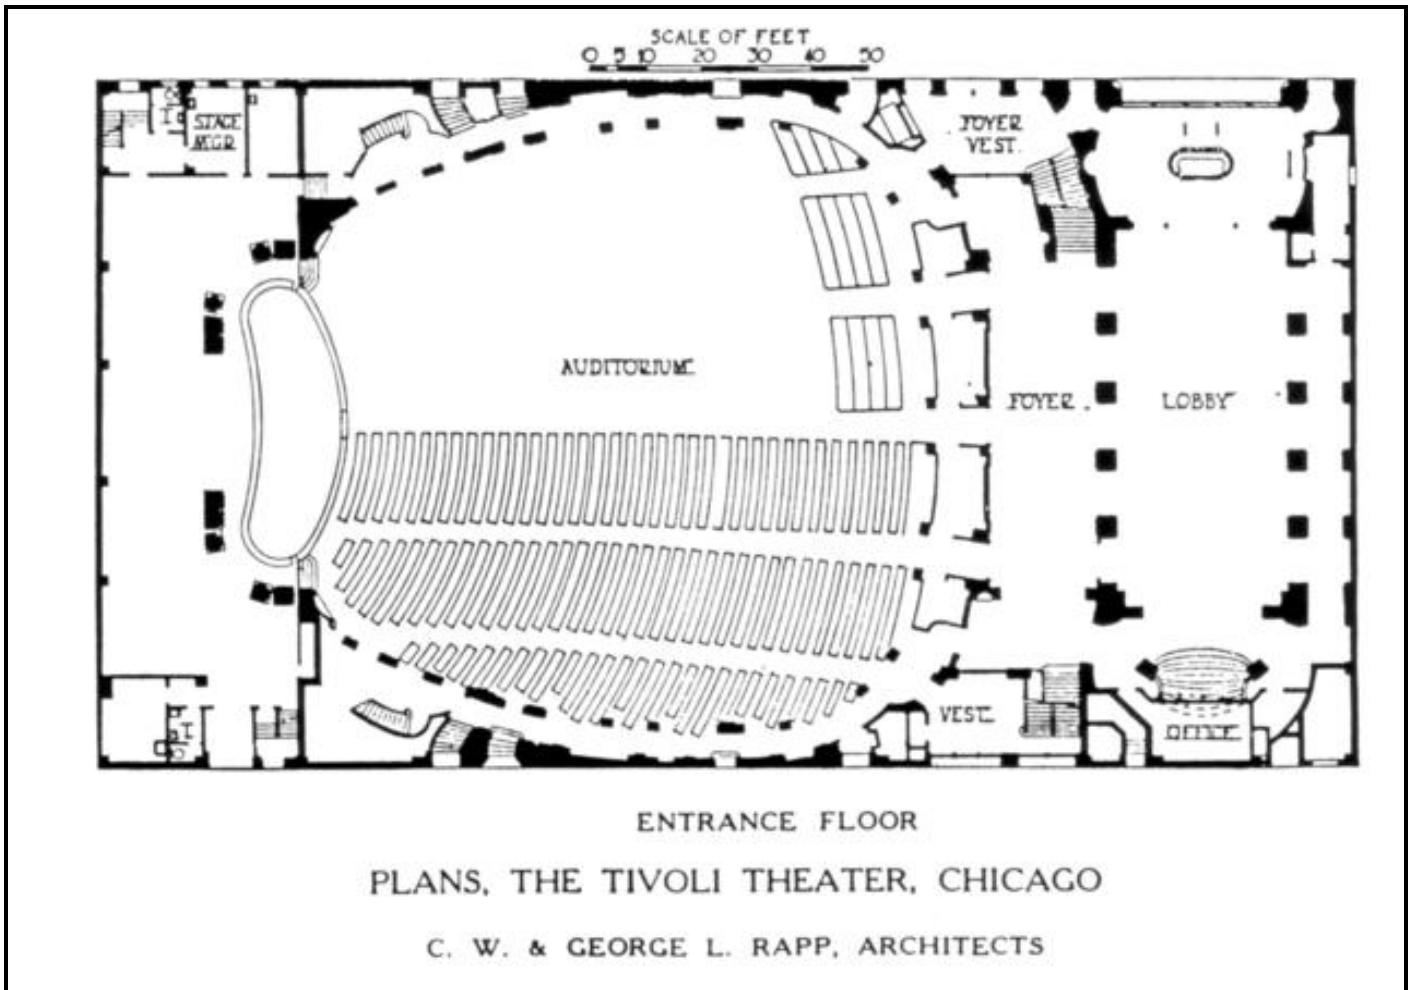 SCALE OF FEET
0 5 10 20 30 40 50
STAGE
MGR
FOYER
VEST.
AUDITORIUM
FOYER
LOBBY
VEST.
OFFICE
ENTRANCE FLOOR
PLANS, THE TIVOLI THEATER, CHICAGO
C. W. & GEORGE L. RAPP, ARCHITECTS